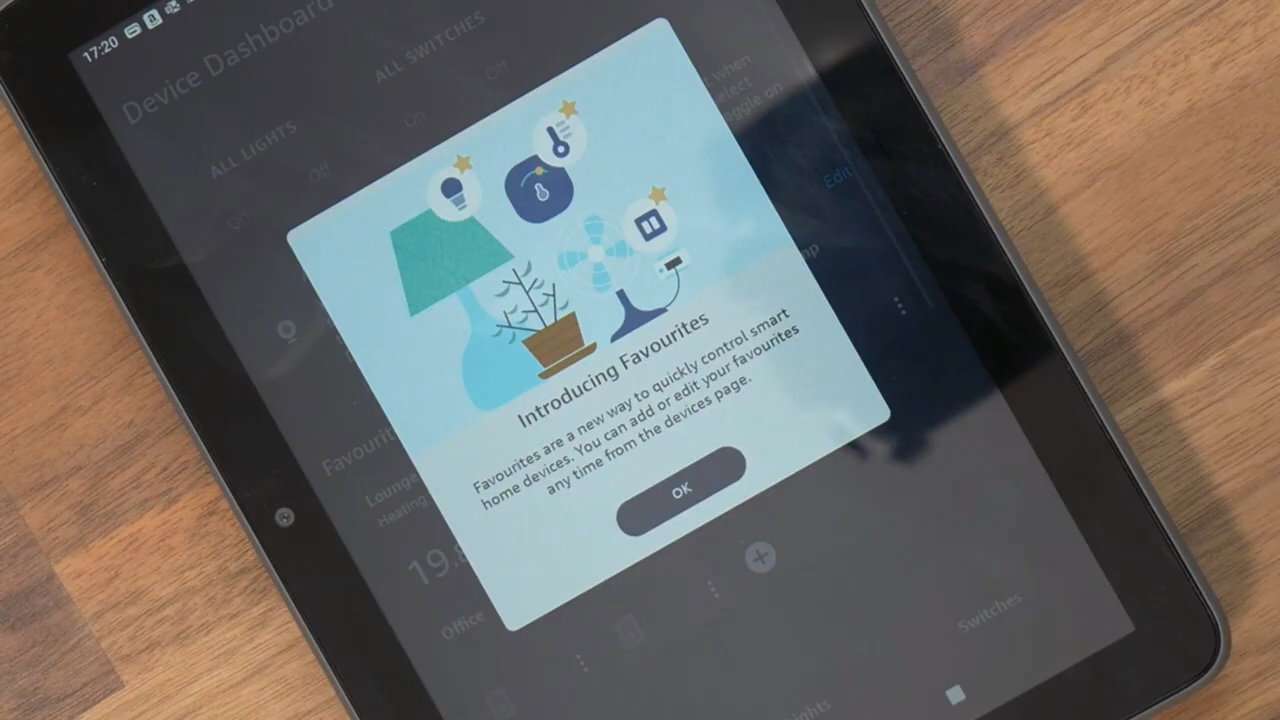 17:20
Device Dashboard
ALL SWITCHES
Off
On
ALL LIGHTS
Off
On
when
Edit
Introducing Favourites
Favourites are a new way to quickly control smart
home devices. You can add or edit your favourites
any time from the devices page.
OK
Lounge
Heating
Office
Switches